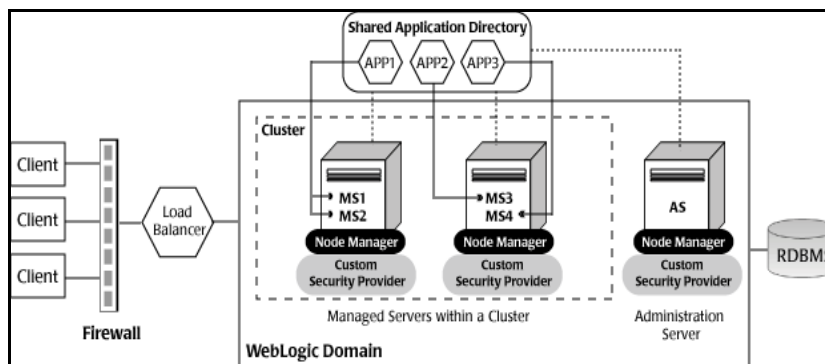 Shared Application Directory
APP1
APP2
APP3
Cluster
Client
Client
Client
Load
Balancer
MS1
MS2
MS3
MS4
AS
Node Manager
Node Manager
Node Manager
Custom
Security Provider
Custom
Security Provider
Custom
Security Provider
RDBMS
Firewall
Managed Servers within a Cluster
Administration
Server
WebLogic Domain